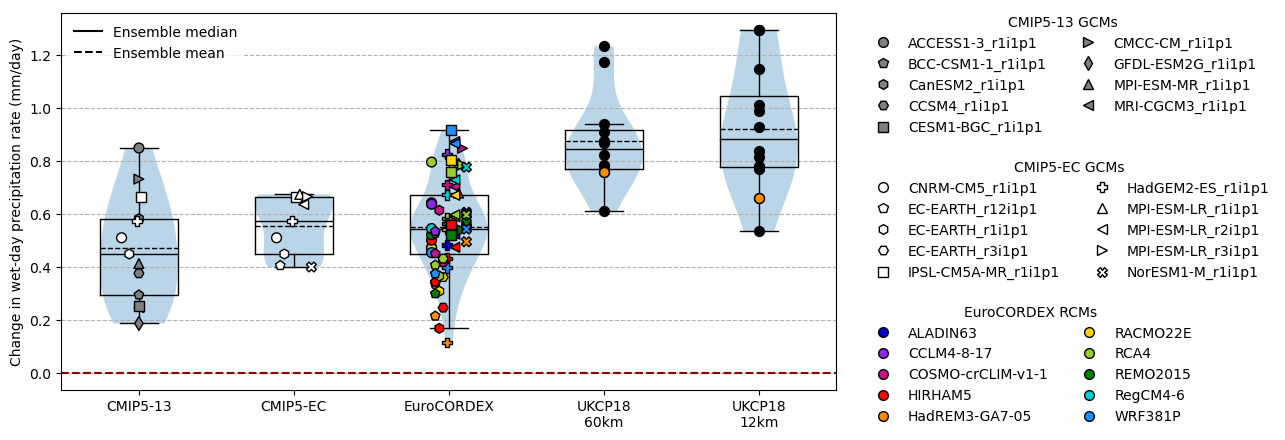 Change in wet-day precipitation rate (mm/day)
1.2
1.0
0.8
0.6
0.4
0.2
0.0
Ensemble median
Ensemble mean
CMIP5-13
CMIP5-EC
EuroCORDEX
UKCP18
60km
UKCP18
12km
CMIP5-13 GCMs
ACCESS1-3_r1i1p1
BCC-CSM1-1_r1i1p1
CanESM2_r1i1p1
CCSM4_r1i1p1
CESM1-BGC_r1i1p1
CMCC-CM_r1i1p1
GFDL-ESM2G_r1i1p1
MPI-ESM-MR_r1i1p1
MRI-CGCM3_r1i1p1
CMIP5-EC GCMs
CNRM-CM5_r1i1p1
EC-EARTH_r12i1p1
EC-EARTH_r1i1p1
EC-EARTH_r3i1p1
IPSL-CM5A-MR_r1i1p1
HadGEM2-ES_r1i1p1
MPI-ESM-LR_r1i1p1
MPI-ESM-LR_r2i1p1
MPI-ESM-LR_r3i1p1
NorESM1-M_r1i1p1
EuroCORDEX RCMs
ALADIN63
CCLM4-8-17
COSMO-crCLIM-v1-1
HIRHAM5
HadREM3-GA7-05
RACMO22E
RCA4
REMO2015
RegCM4-6
WRF381P